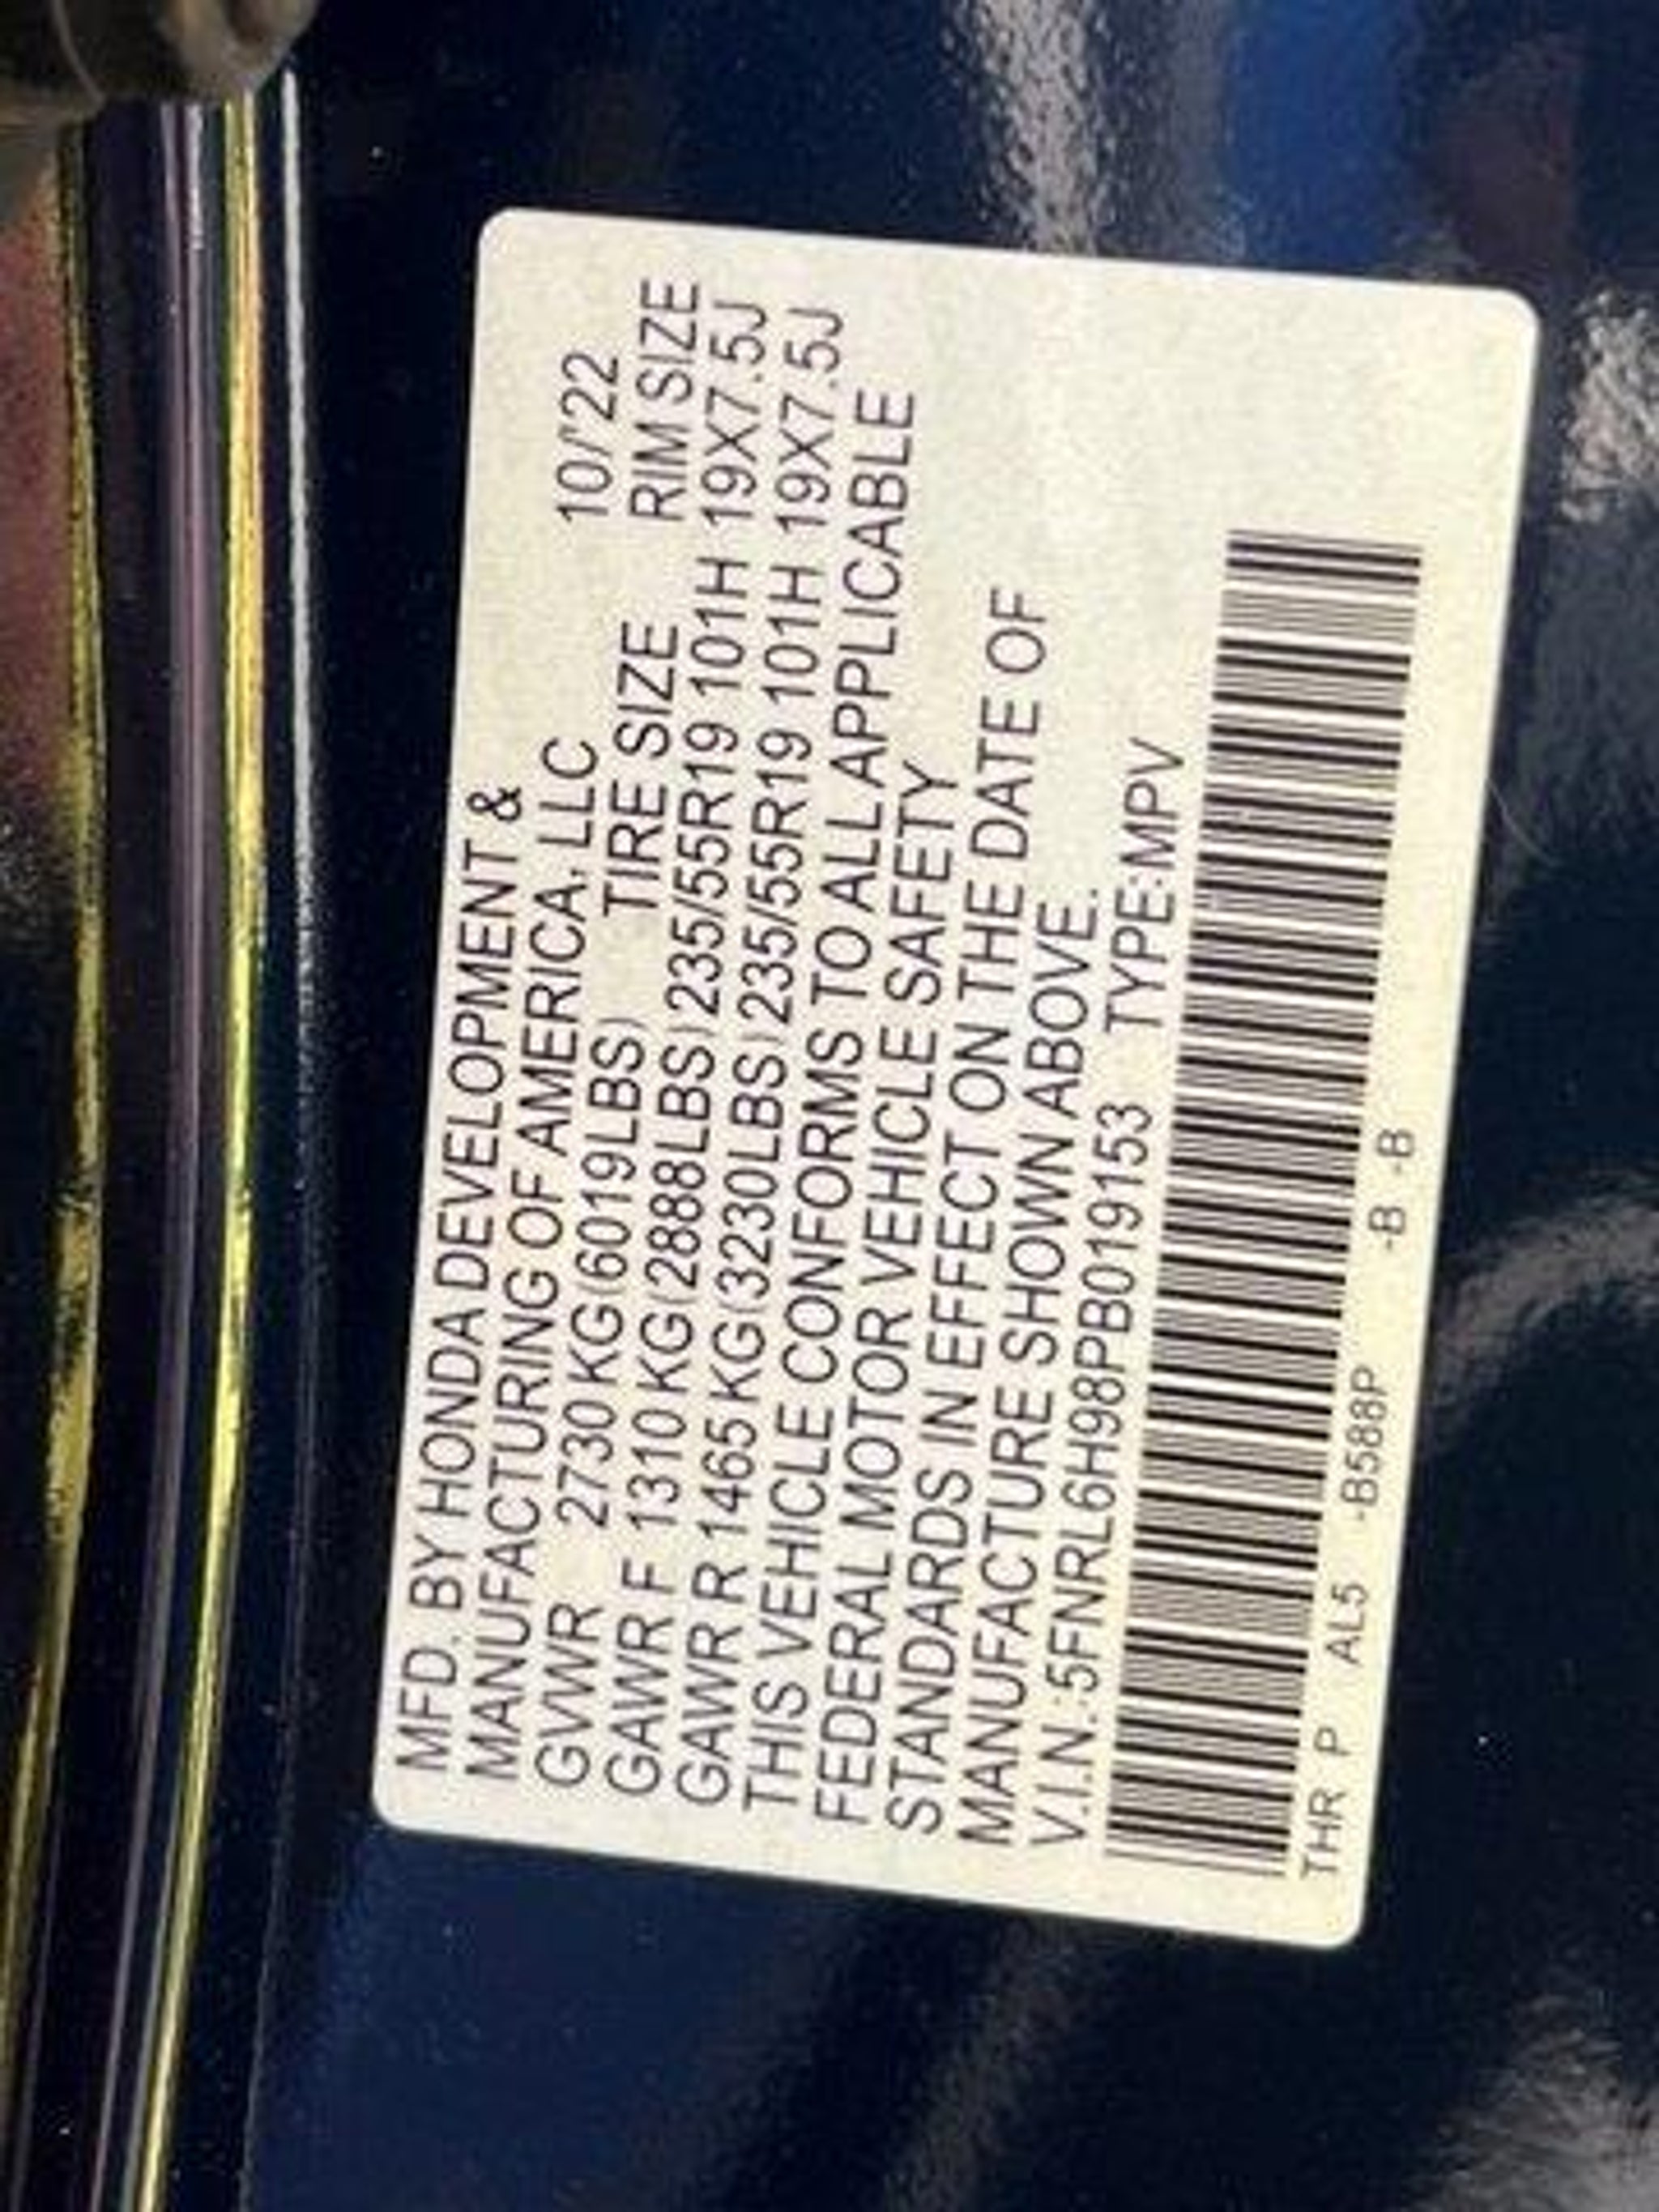 MFD. BY HONDA DEVELOPMENT &
MANUFACTURING OF AMERICA, LLC 10/'22
GVWR 2730 KG (6019LBS) TIRE SIZE RIM SIZE
GAWR F 1310 KG (2888LBS) 235/55R19 101H 19X7.5J
GAWR R 1465 KG (3230LBS) 235/55R19 101H 19X7.5J
THIS VEHICLE CONFORMS TO ALL APPLICABLE
FEDERAL MOTOR VEHICLE SAFETY
STANDARDS IN EFFECT ON THE DATE OF
MANUFACTURE SHOWN ABOVE.
V.I.N.:5FNRL6H98PB019153 TYPE:MPV
THR P AL5 -B588P -B -B